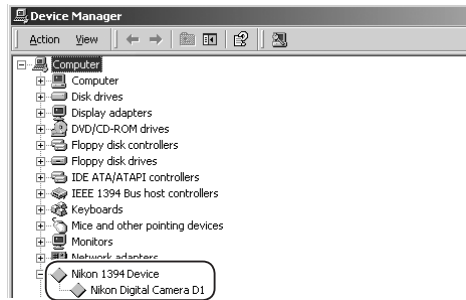 Device Manager
Action View
Computer
Computer
Disk drives
Display adapters
DVD/CD-ROM drives
Floppy disk controllers
Floppy disk drives
IDE ATA/ATAPI controllers
IEEE 1394 Bus host controllers
Keyboards
Mice and other pointing devices
Monitors
Network adapters
Nikon 1394 Device
Nikon Digital Camera D1